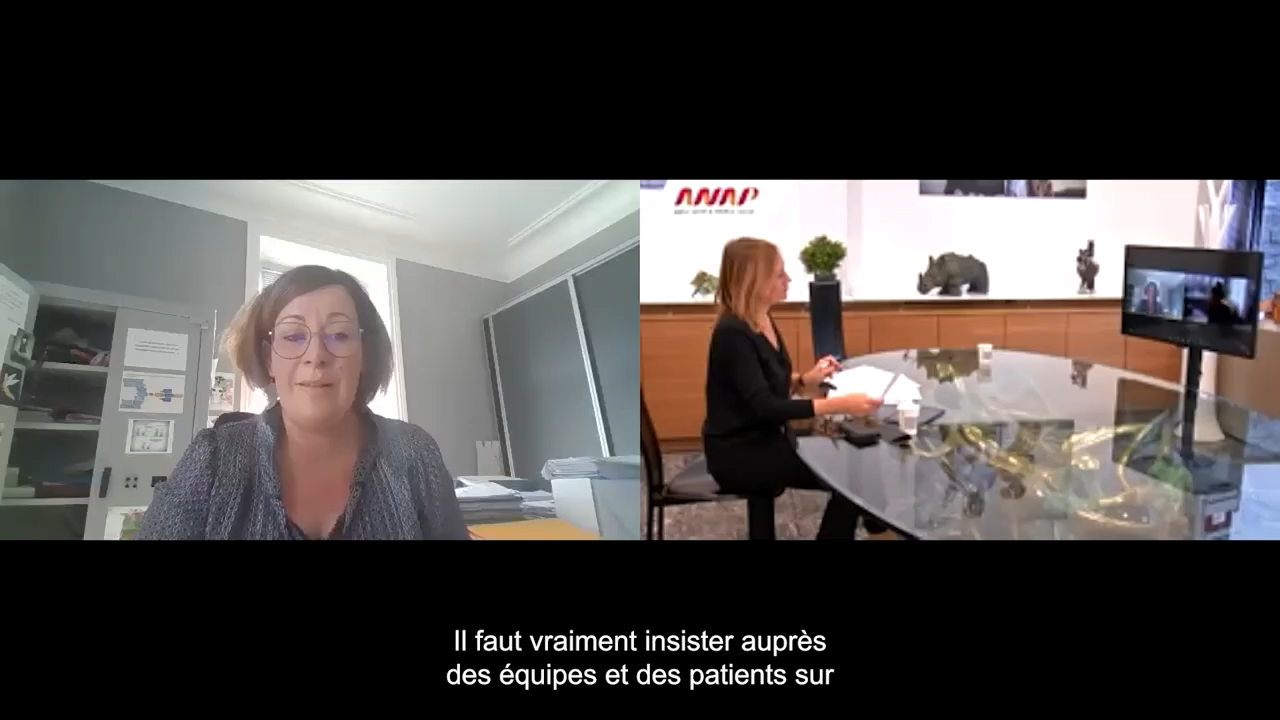 ANAP
Il faut vraiment insister auprès
des équipes et des patients sur